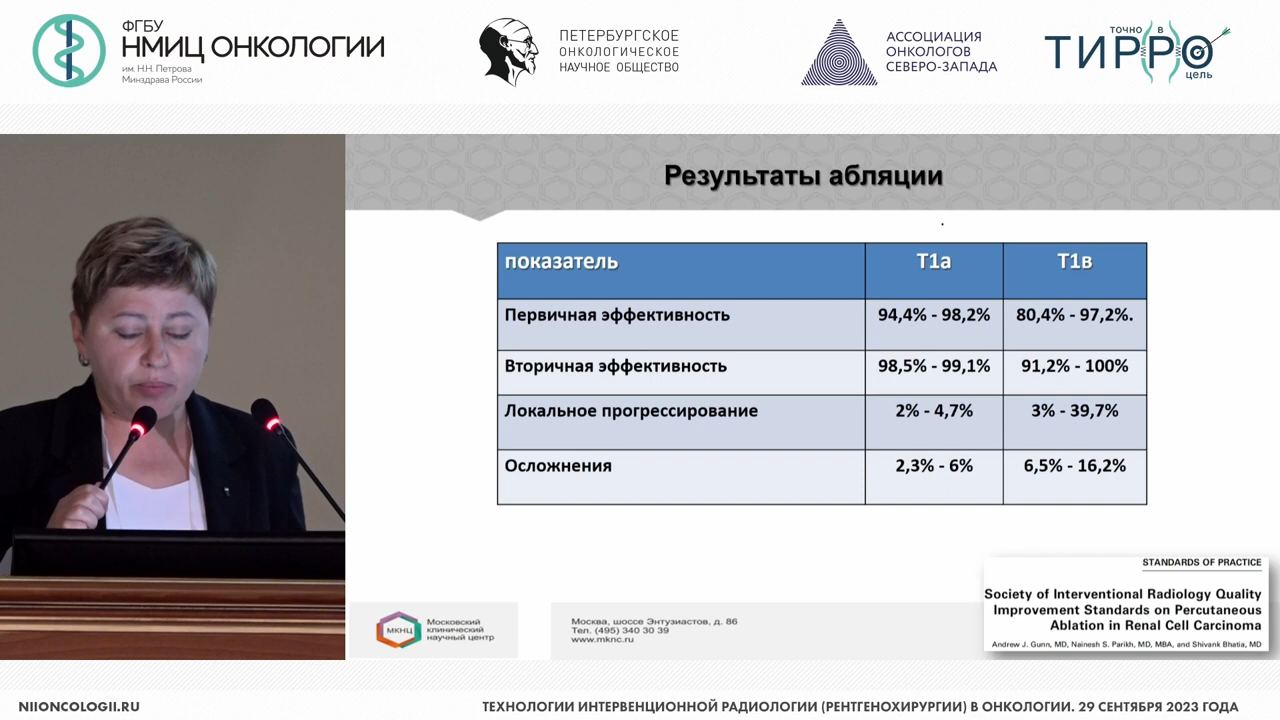 ФГБУ
НМИЦ ОНКОЛОГИИ
им. Н.Н. Петрова
Минздрава России
ПЕТЕРБУРГСКОЕ
ОНКОЛОГИЧЕСКОЕ
НАУЧНОЕ ОБЩЕСТВО
АССОЦИАЦИЯ
ОНКОЛОГОВ
СЕВЕРО-ЗАПАДА
точно в
ТИРРО
цель
Результаты абляции
показатель T1а T1в
Первичная эффективность 94,4% - 98,2% 80,4% - 97,2%.
Вторичная эффективность 98,5% - 99,1% 91,2% - 100%
Локальное прогрессирование 2% - 4,7% 3% - 39,7%
Осложнения 2,3% - 6% 6,5% - 16,2%
STANDARDS OF PRACTICE
Society of Interventional Radiology Quality
Improvement Standards on Percutaneous
Ablation in Renal Cell Carcinoma
Andrew J. Gunn, MD, Nainesh S. Parikh, MD, MBA, and Shivank Bhatia, MD
МКНЦ
Московский
клинический
научный центр
Москва, шоссе Энтузиастов, д. 86
Тел. (495) 340 30 39
www.mknc.ru
NIIONCOLOGII.RU
ТЕХНОЛОГИИ ИНТЕРВЕНЦИОННОЙ РАДИОЛОГИИ (РЕНТГЕНОХИРУРГИИ) В ОНКОЛОГИИ. 29 СЕНТЯБРЯ 2023 ГОДА